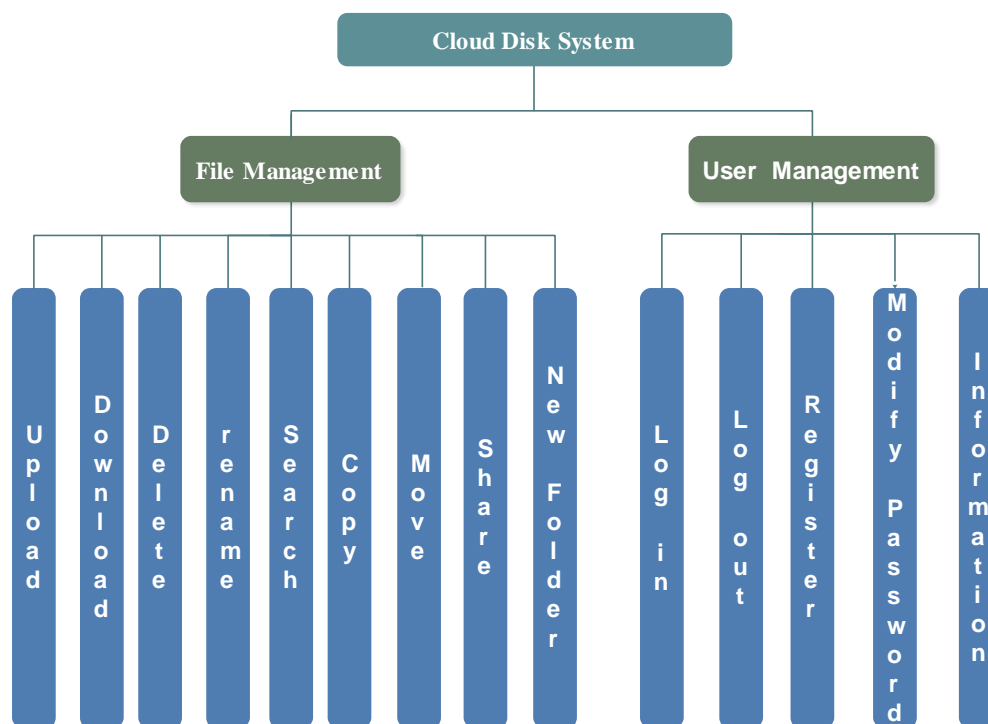 Cloud Disk System
File Management
User Management
Upload
Download
Delete
rename
Search
Copy
Move
Share
New Folder
Log in
Log out
Register
Modify Password
Information